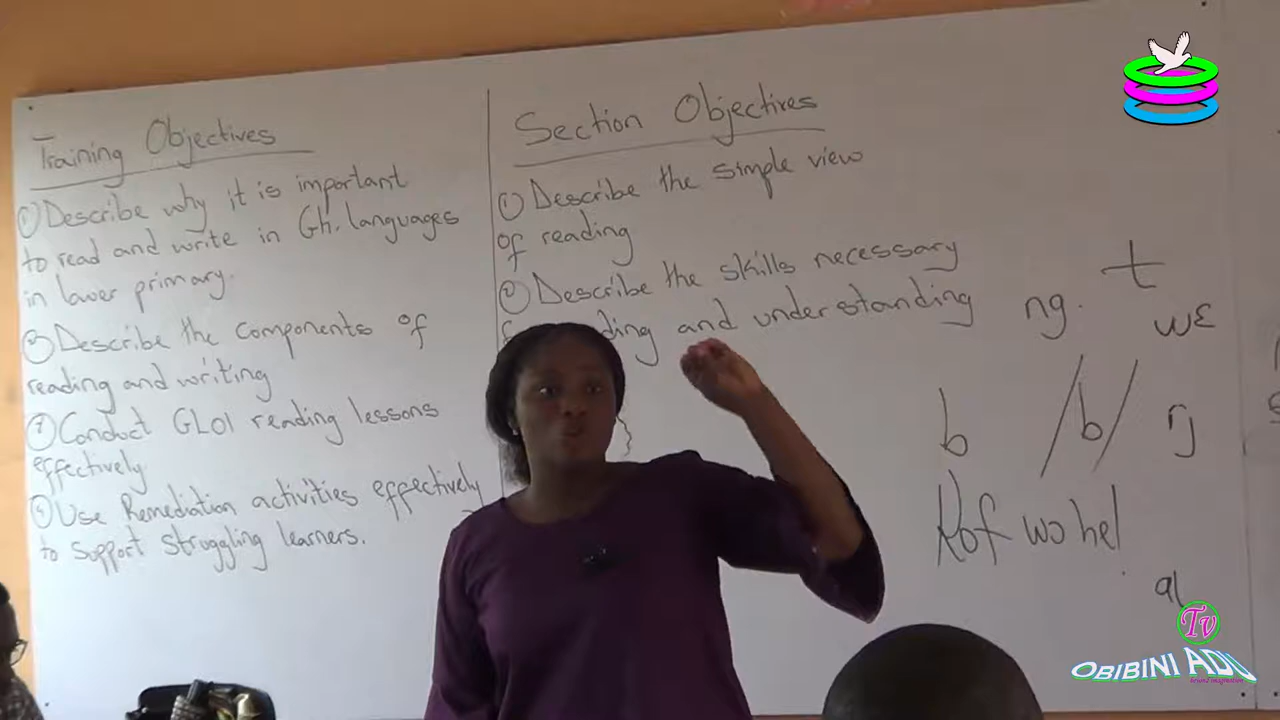 Training Objectives
① Describe why it is important
to read and write in Gh. languages
in lower primary.
② Describe the components of
reading and writing
③ Conduct GLOI reading lessons
effectively
④ Use Remediation activities effectively
to support struggling learners.
Section Objectives
① Describe the simple view
of reading
② Describe the skills necessary
and understanding
ng. t
wɛ
b /b/ ŋ
Kof wo hel
Tv
OBIBINI ADU